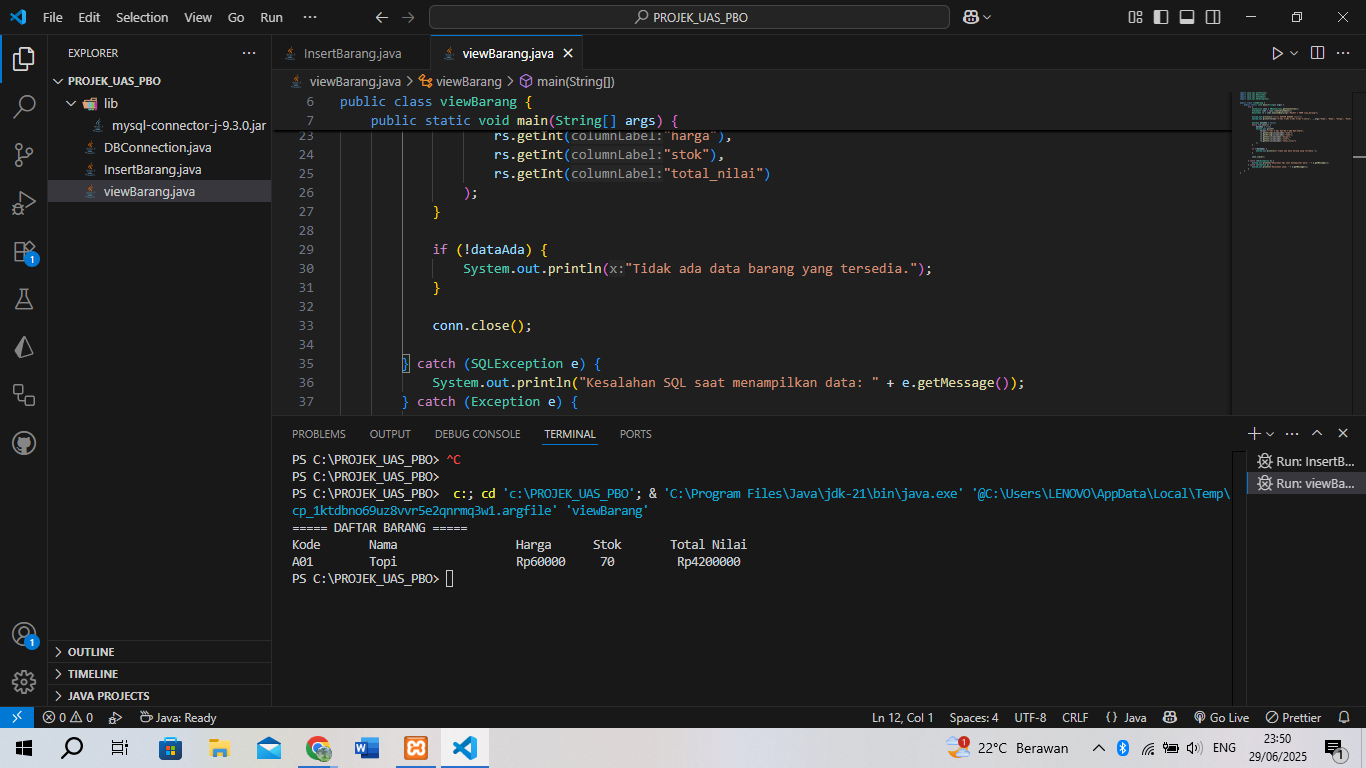 File Edit Selection View Go Run ···
PROJEK_UAS_PBO
EXPLORER
PROJEK_UAS_PBO
lib
mysql-connector-j-9.3.0.jar
DBConnection.java
InsertBarang.java
viewBarang.java
1
1
OUTLINE
TIMELINE
JAVA PROJECTS
InsertBarang.java
viewBarang.java
viewBarang.java > viewBarang > main(String[])
6 public class viewBarang {
7 public static void main(String[] args) {
23 rs.getInt(columnLabel:"harga"),
24 rs.getInt(columnLabel:"stok"),
25 rs.getInt(columnLabel:"total_nilai")
26 );
27 }
28
29 if (!dataAda) {
30 System.out.println(x:"Tidak ada data barang yang tersedia.");
31 }
32
33 conn.close();
34
35 } catch (SQLException e) {
36 System.out.println("Kesalahan SQL saat menampilkan data: " + e.getMessage());
37 } catch (Exception e) {
PROBLEMS OUTPUT DEBUG CONSOLE TERMINAL PORTS
PS C:\PROJEK_UAS_PBO> ^C
PS C:\PROJEK_UAS_PBO>
PS C:\PROJEK_UAS_PBO> c:; cd 'c:\PROJEK_UAS_PBO'; & 'C:\Program Files\Java\jdk-21\bin\java.exe' '@C:\Users\LENOVO\AppData\Local\Temp\
cp_1ktdbno69uz8vvr5e2qnrmq3w1.argfile' 'viewBarang'
===== DAFTAR BARANG =====
Kode Nama Harga Stok Total Nilai
A01 Topi Rp60000 70 Rp4200000
PS C:\PROJEK_UAS_PBO>
Run: InsertB...
Run: viewBa...
0 0 Java: Ready
Ln 12, Col 1 Spaces: 4 UTF-8 CRLF {} Java Go Live Prettier
1 22°C Berawan ENG 23:50
29/06/2025 1